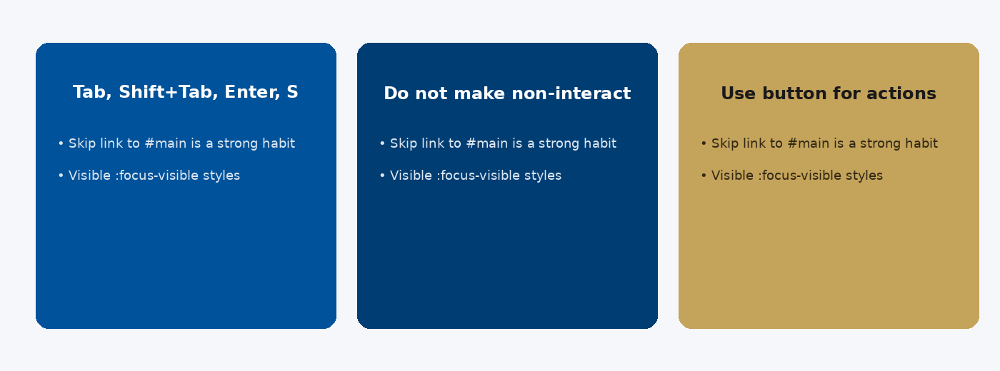 Tab, Shift+Tab, Enter, S
• Skip link to #main is a strong habit
• Visible :focus-visible styles
Do not make non-interact
• Skip link to #main is a strong habit
• Visible :focus-visible styles
Use button for actions
• Skip link to #main is a strong habit
• Visible :focus-visible styles